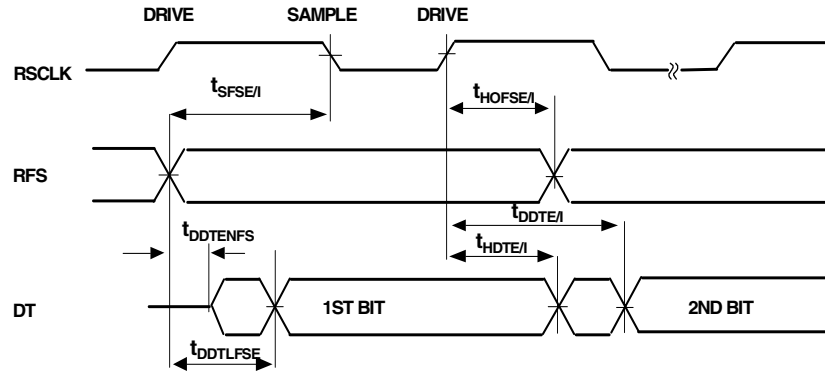 DRIVE SAMPLE DRIVE
RSCLK
tSFSE/I tHOFSE/I
RFS
tDDTE/I
tDDTENFS tHDTE/I
DT 1ST BIT 2ND BIT
tDDTLFSE